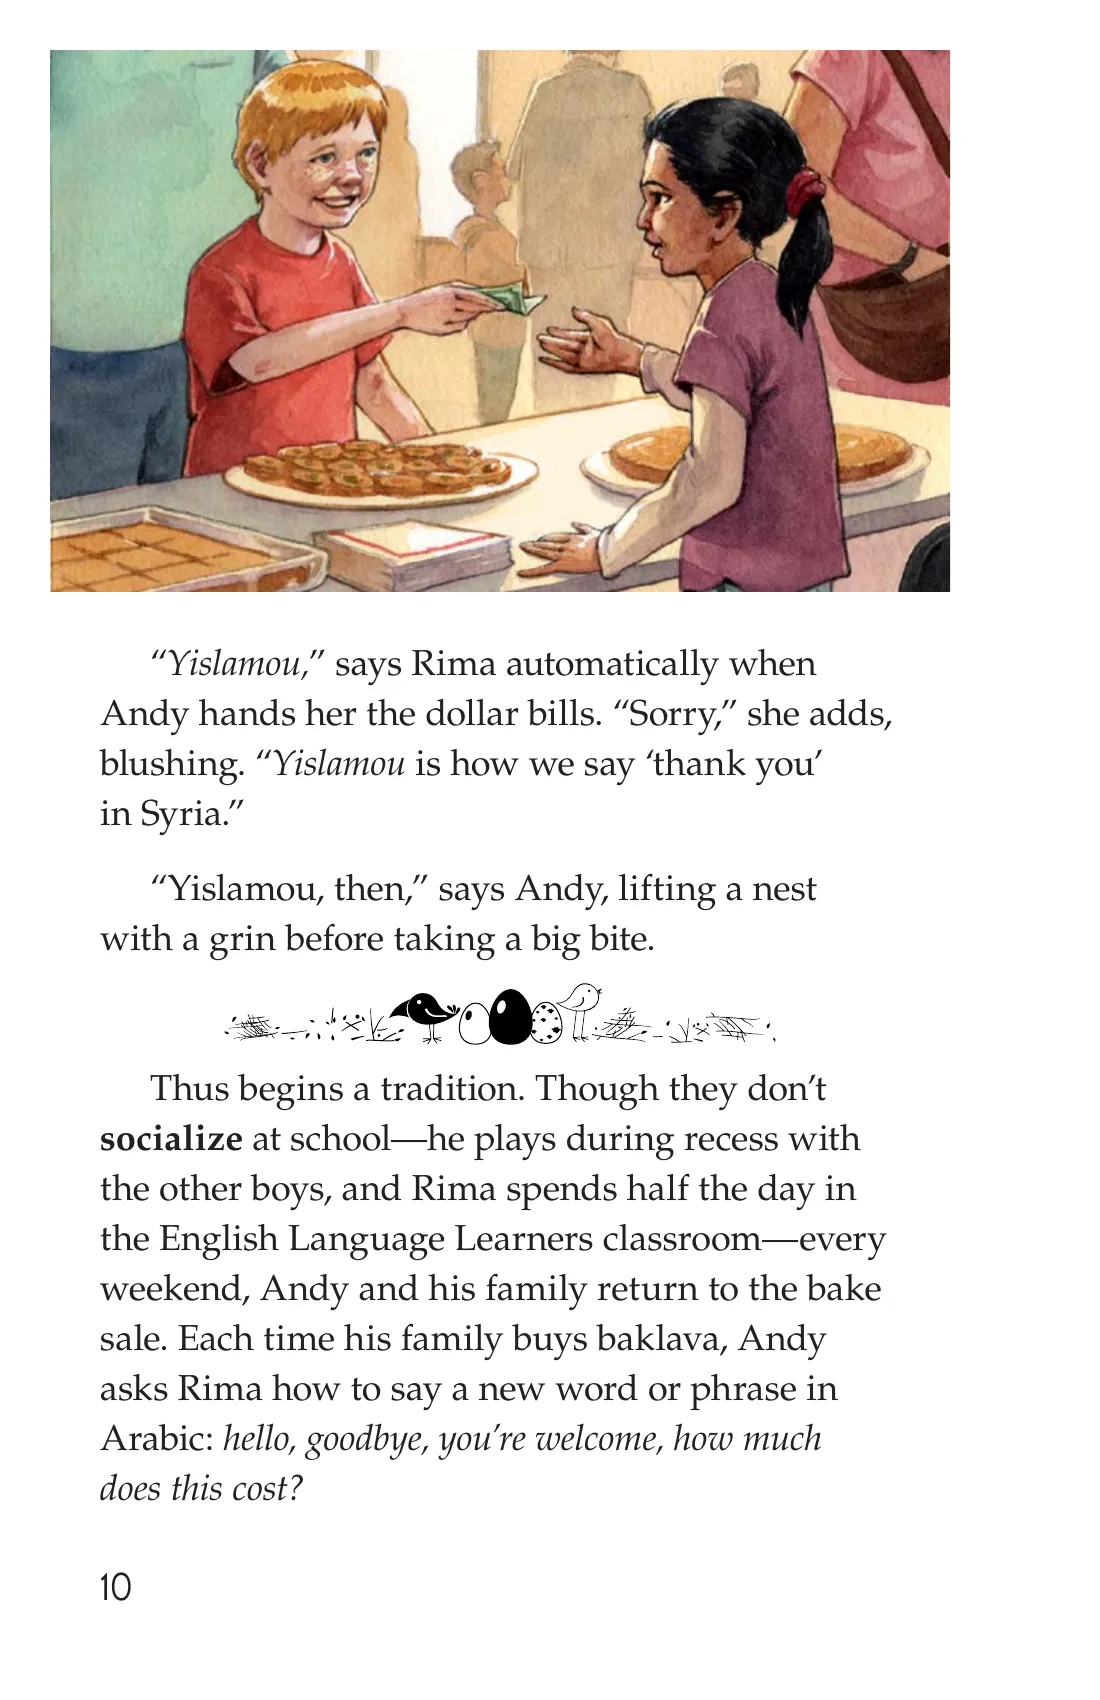 “Yislamou,” says Rima automatically when
Andy hands her the dollar bills. “Sorry,” she adds,
blushing. “Yislamou is how we say ‘thank you’
in Syria.”
“Yislamou, then,” says Andy, lifting a nest
with a grin before taking a big bite.
Thus begins a tradition. Though they don’t
socialize at school—he plays during recess with
the other boys, and Rima spends half the day in
the English Language Learners classroom—every
weekend, Andy and his family return to the bake
sale. Each time his family buys baklava, Andy
asks Rima how to say a new word or phrase in
Arabic: hello, goodbye, you’re welcome, how much
does this cost?
10